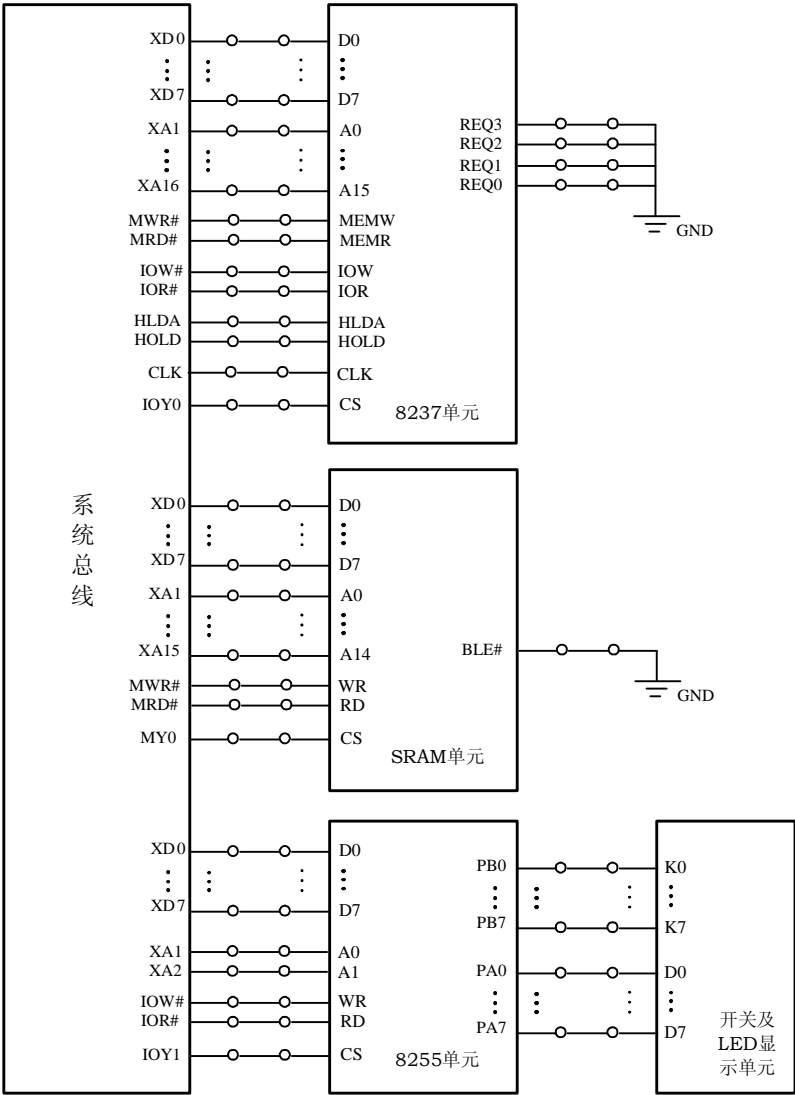 系统总线
XD0 D0
XD7 D7
XA1 A0
XA16 A15
MWR# MEMW
MRD# MEMR
IOW# IOW
IOR# IOR
HLDA HLDA
HOLD HOLD
CLK CLK
IOY0 CS
8237单元
REQ3
REQ2
REQ1
REQ0
GND
XD0 D0
XD7 D7
XA1 A0
XA15 A14
MWR# WR
MRD# RD
MY0 CS
SRAM单元
BLE#
GND
XD0 D0
XD7 D7
XA1 A0
XA2 A1
IOW# WR
IOR# RD
IOY1 CS
8255单元
PB0 K0
PB7 K7
PA0 D0
PA7 D7
开关及
LED显
示单元